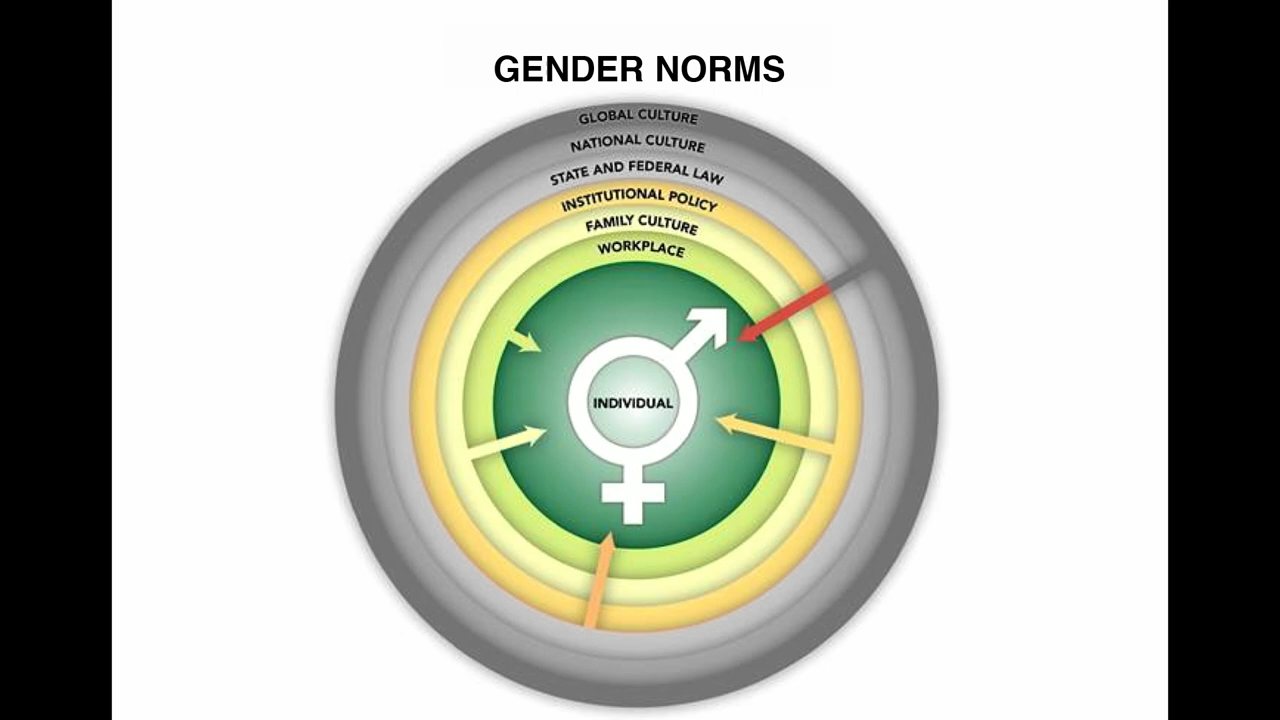 GENDER NORMS
GLOBAL CULTURE
NATIONAL CULTURE
STATE AND FEDERAL LAW
INSTITUTIONAL POLICY
FAMILY CULTURE
WORKPLACE
INDIVIDUAL